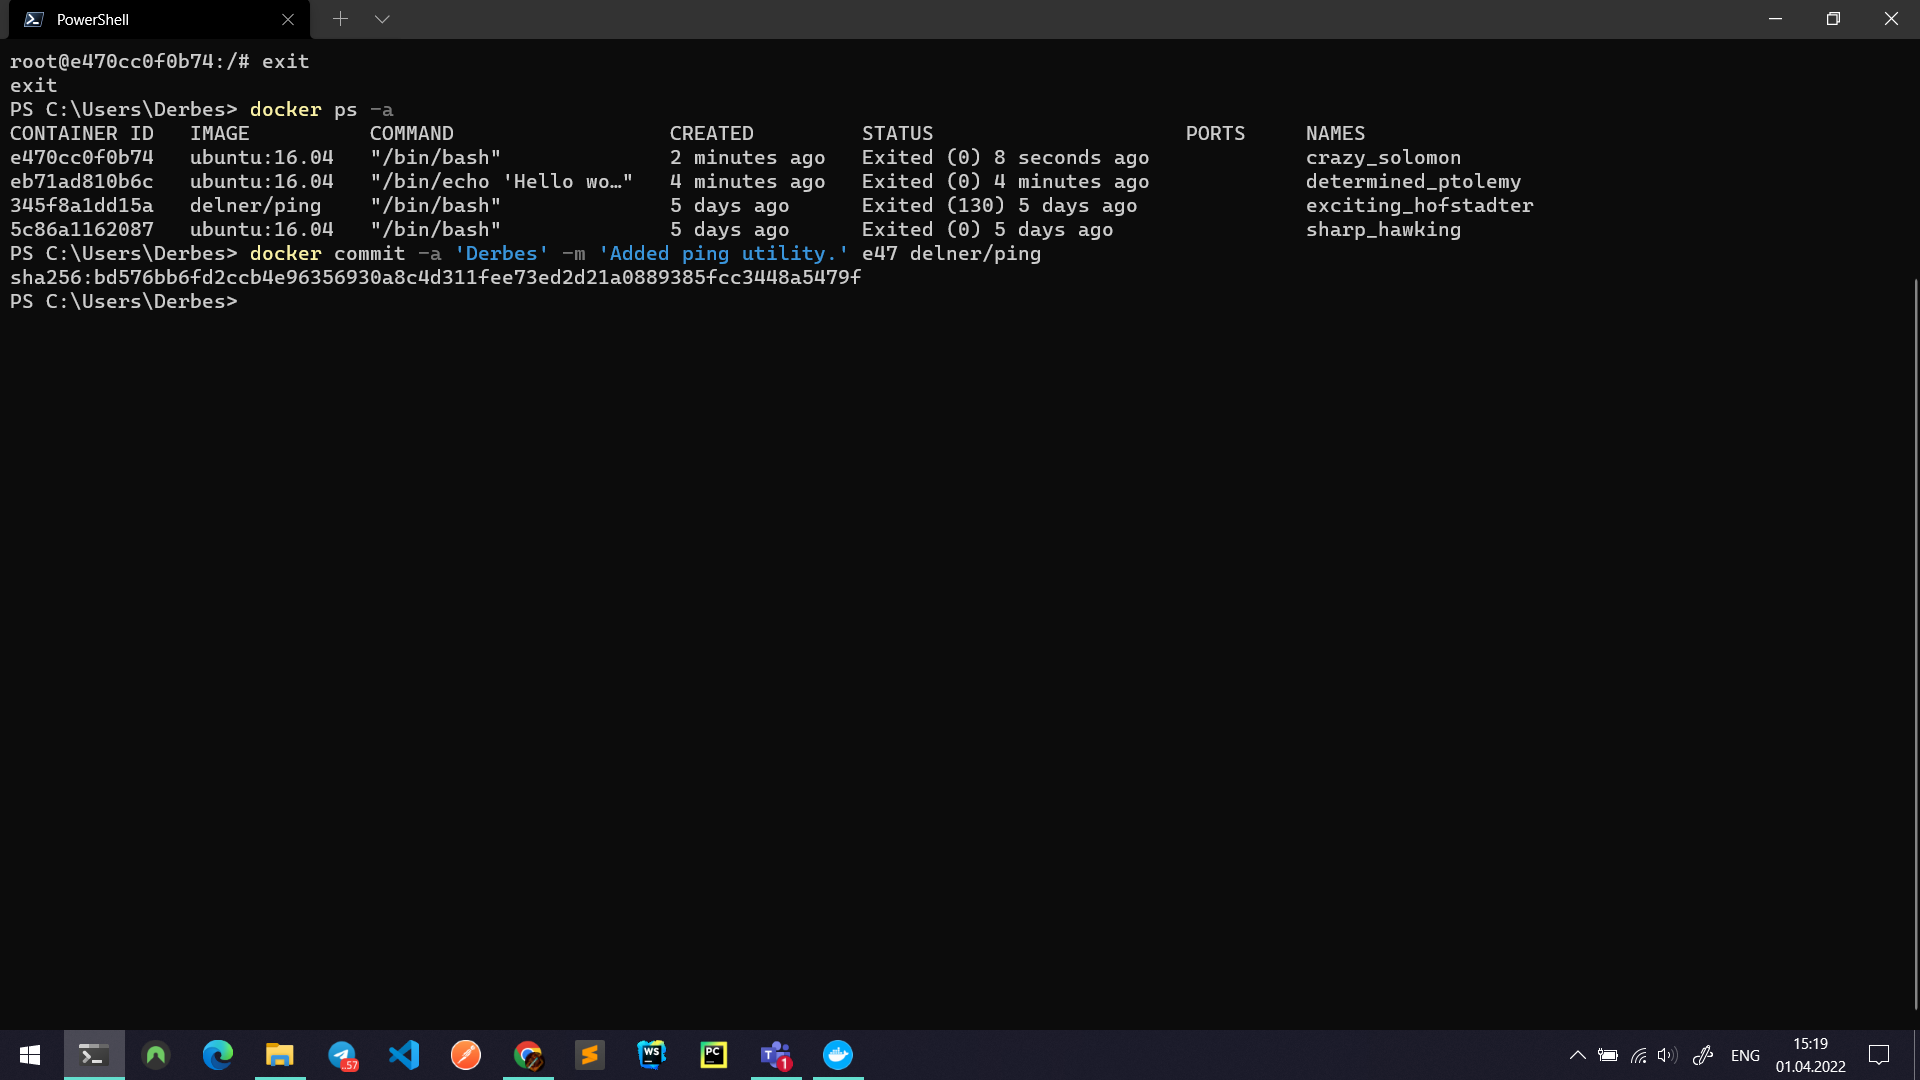 PowerShell
root@e470cc0f0b74:/# exit
exit
PS C:\Users\Derbes> docker ps -a
CONTAINER ID   IMAGE          COMMAND                  CREATED         STATUS                     PORTS     NAMES
e470cc0f0b74   ubuntu:16.04   "/bin/bash"              2 minutes ago   Exited (0) 8 seconds ago             crazy_solomon
eb71ad810b6c   ubuntu:16.04   "/bin/echo 'Hello wo…"   4 minutes ago   Exited (0) 4 minutes ago             determined_ptolemy
345f8a1dd15a   delner/ping    "/bin/bash"              5 days ago      Exited (130) 5 days ago              exciting_hofstadter
5c86a1162087   ubuntu:16.04   "/bin/bash"              5 days ago      Exited (0) 5 days ago                sharp_hawking
PS C:\Users\Derbes> docker commit -a 'Derbes' -m 'Added ping utility.' e47 delner/ping
sha256:bd576bb6fd2ccb4e96356930a8c4d311fee73ed2d21a0889385fcc3448a5479f
PS C:\Users\Derbes>
..57
WS
PC
T
1
ENG
15:19
01.04.2022